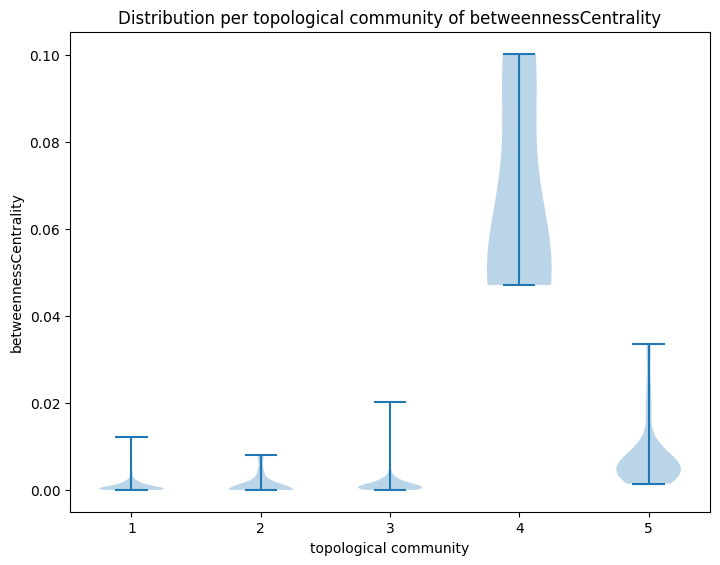 Distribution per topological community of betweennessCentrality
0.10
0.08
0.06
0.04
0.02
0.00
betweennessCentrality
1 2 3 4 5
topological community